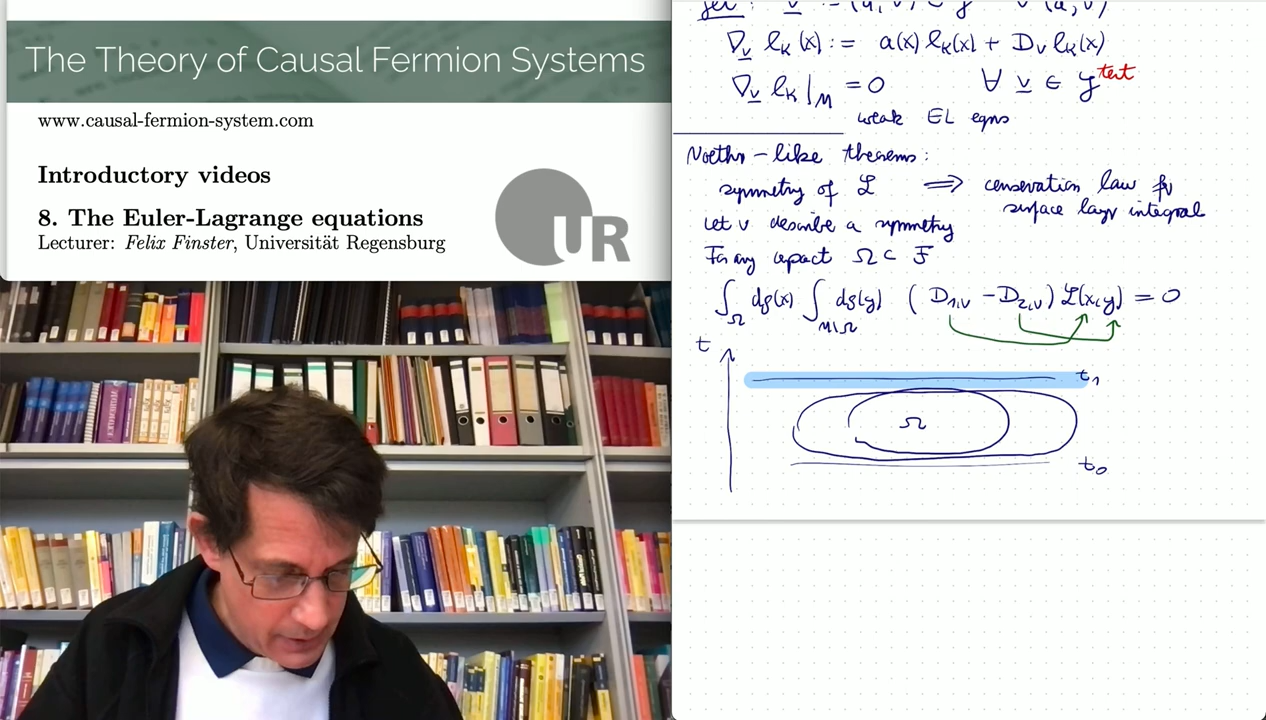 The Theory of Causal Fermion Systems
www.causal-fermion-system.com
Introductory videos
8. The Euler-Lagrange equations
Lecturer: Felix Finster, Universität Regensburg
UR
∇_v ℓ_κ(x) := a(x) ℓ_κ(x) + D_v ℓ_κ(x)
∇_v ℓ_κ|_M = 0 ∀ v ∈ J^test
weak EL eqns
Noether-like theorems:
symmetry of L ⟹ conservation law for
surface layer integral
Let v describe a symmetry
For any compact Ω ⊂ F
∫_Ω dρ(x) ∫_{M\Ω} dρ(y) (D_{1,v} − D_{2,v}) L(x,y) = 0
t
t_1
Ω
t_0